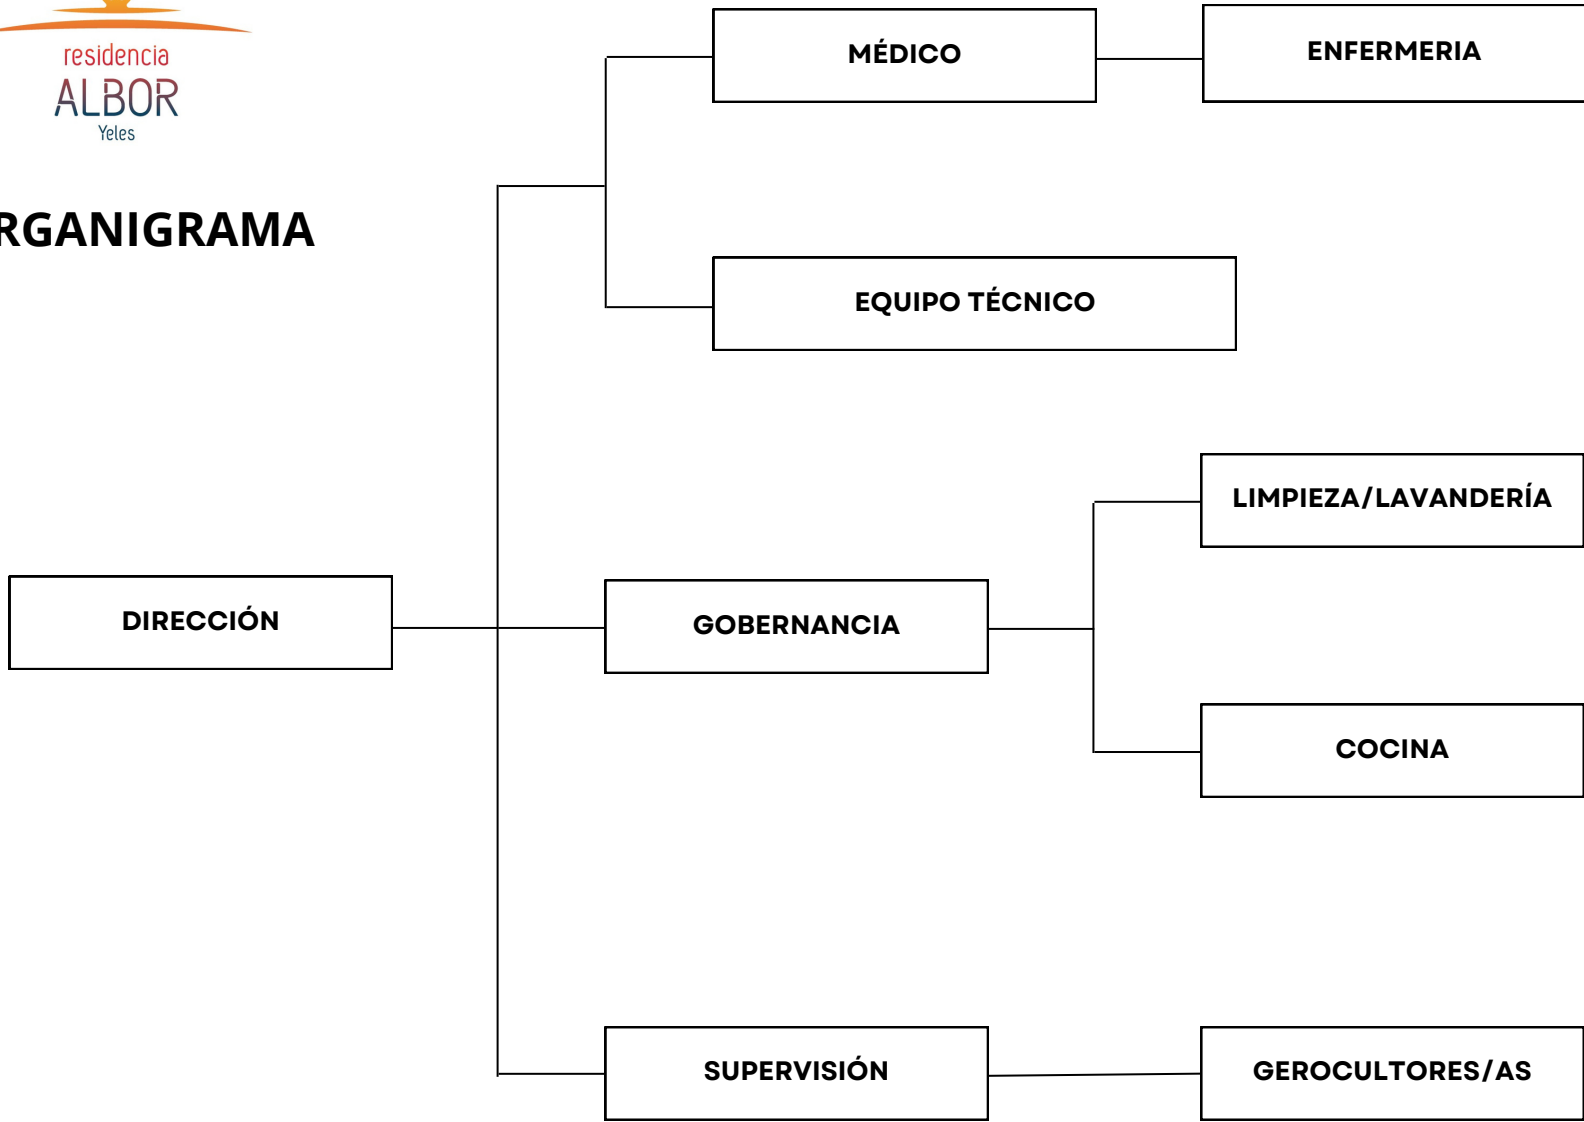 residencia
ALBOR
Yeles
RGANIGRAMA
MÉDICO
ENFERMERIA
EQUIPO TÉCNICO
LIMPIEZA/LAVANDERÍA
DIRECCIÓN
GOBERNANCIA
COCINA
SUPERVISIÓN
GEROCULTORES/AS